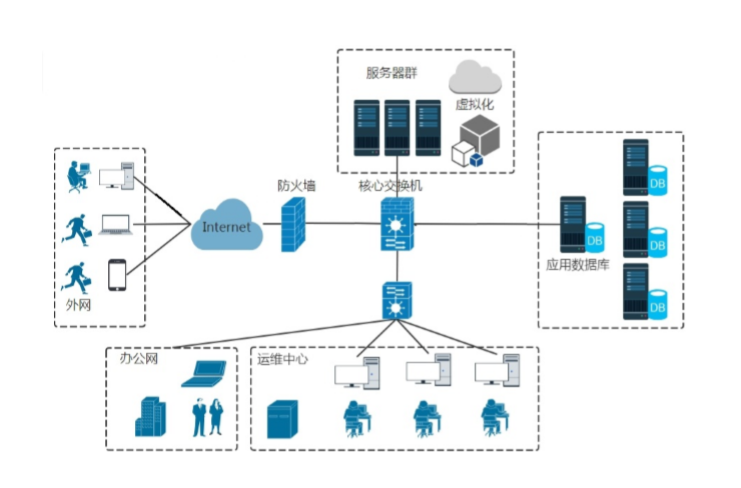 服务器群
虚拟化
防火墙
核心交换机
Internet
外网
DB
DB
DB
DB
应用数据库
办公网
运维中心